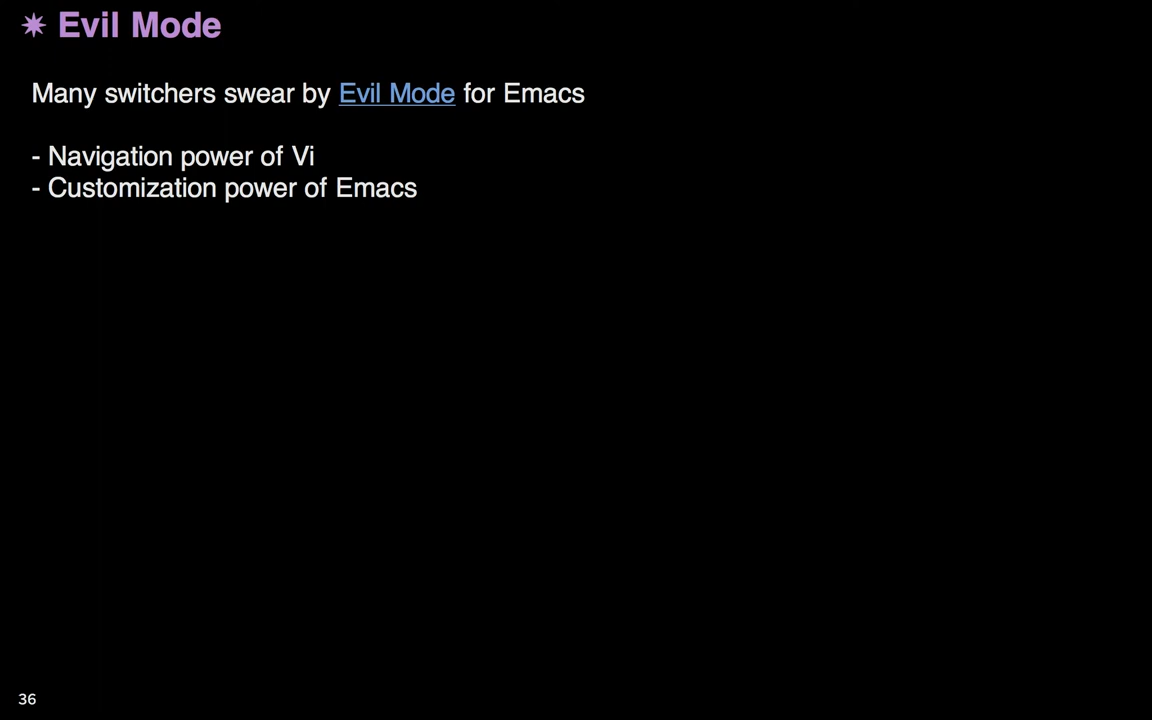 ✷ Evil Mode
Many switchers swear by Evil Mode for Emacs
- Navigation power of Vi
- Customization power of Emacs
36